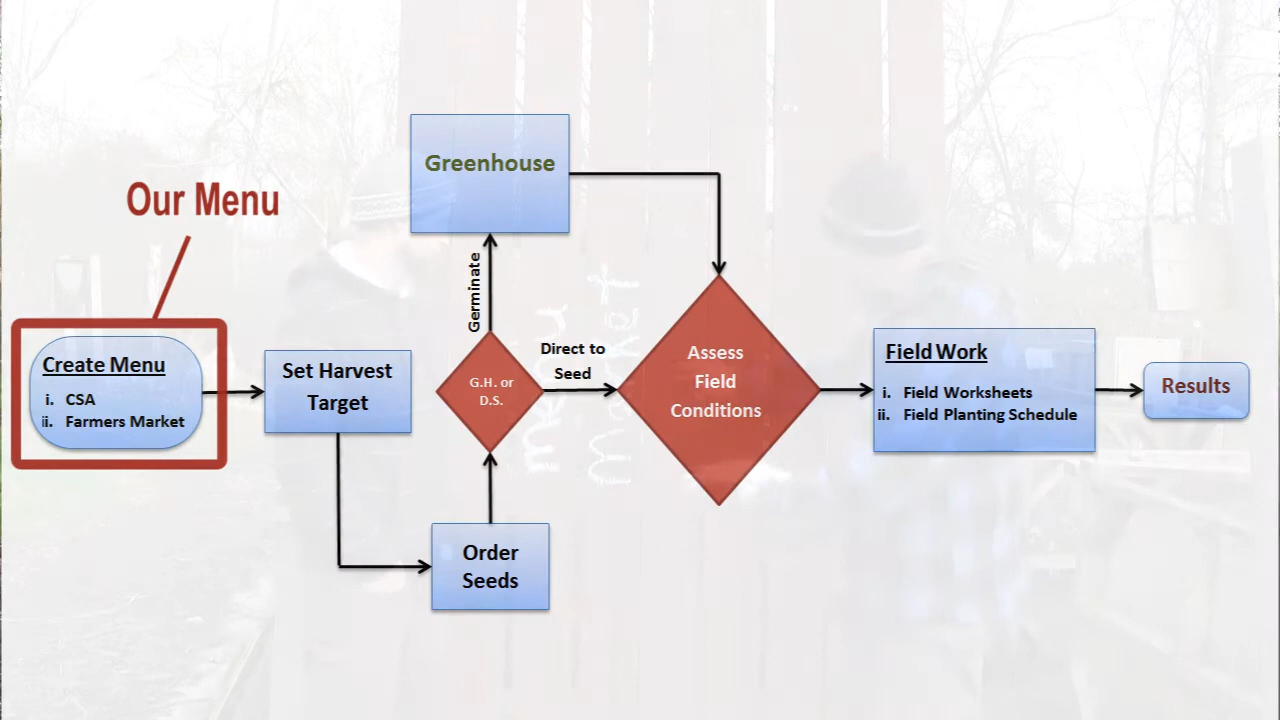 Our Menu
Create Menu
i. CSA
ii. Farmers Market
Set Harvest
Target
Order
Seeds
G.H. or
D.S.
Germinate
Greenhouse
Direct to
Seed
Assess
Field
Conditions
Field Work
i. Field Worksheets
ii. Field Planting Schedule
Results